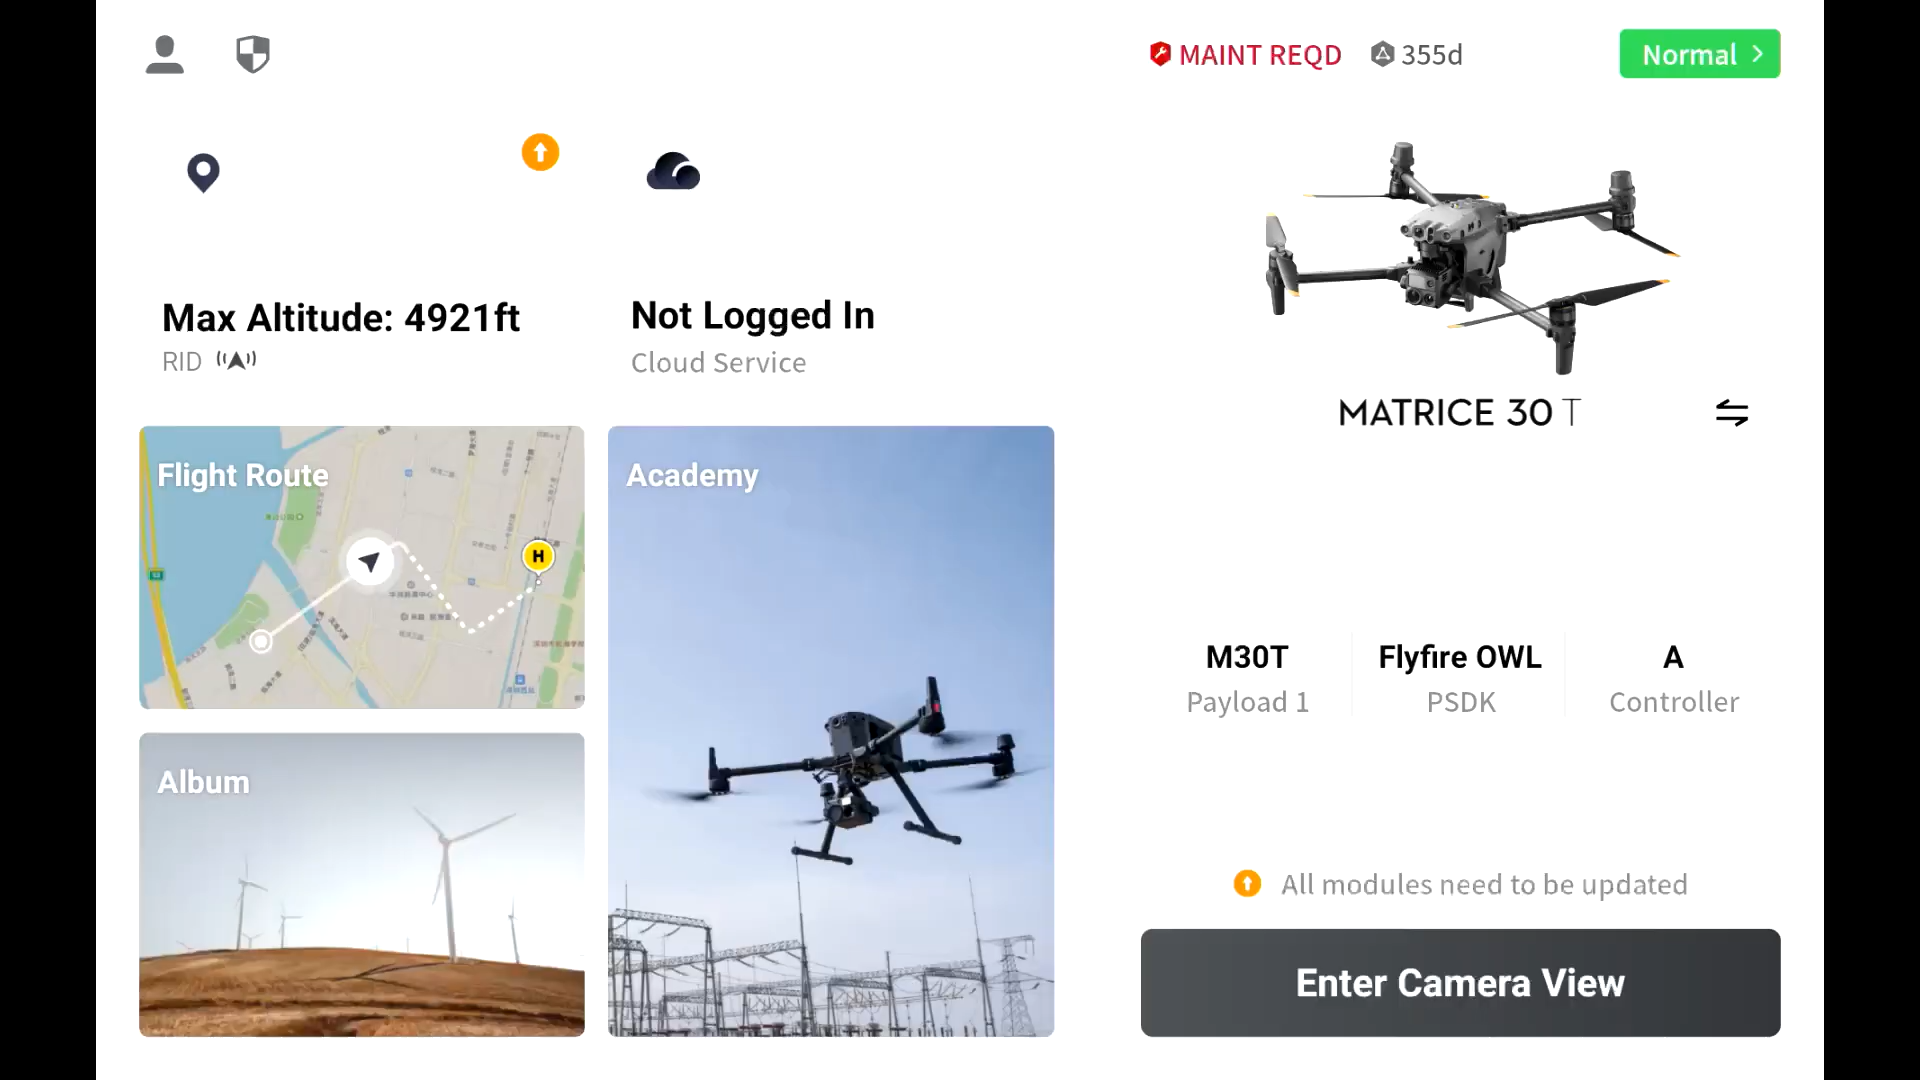 MAINT REQD
355d
Normal
Max Altitude: 4921ft
RID
Not Logged In
Cloud Service
MATRICE 30 T
Flight Route
H
Academy
Album
M30T
Payload 1
Flyfire OWL
PSDK
A
Controller
All modules need to be updated
Enter Camera View